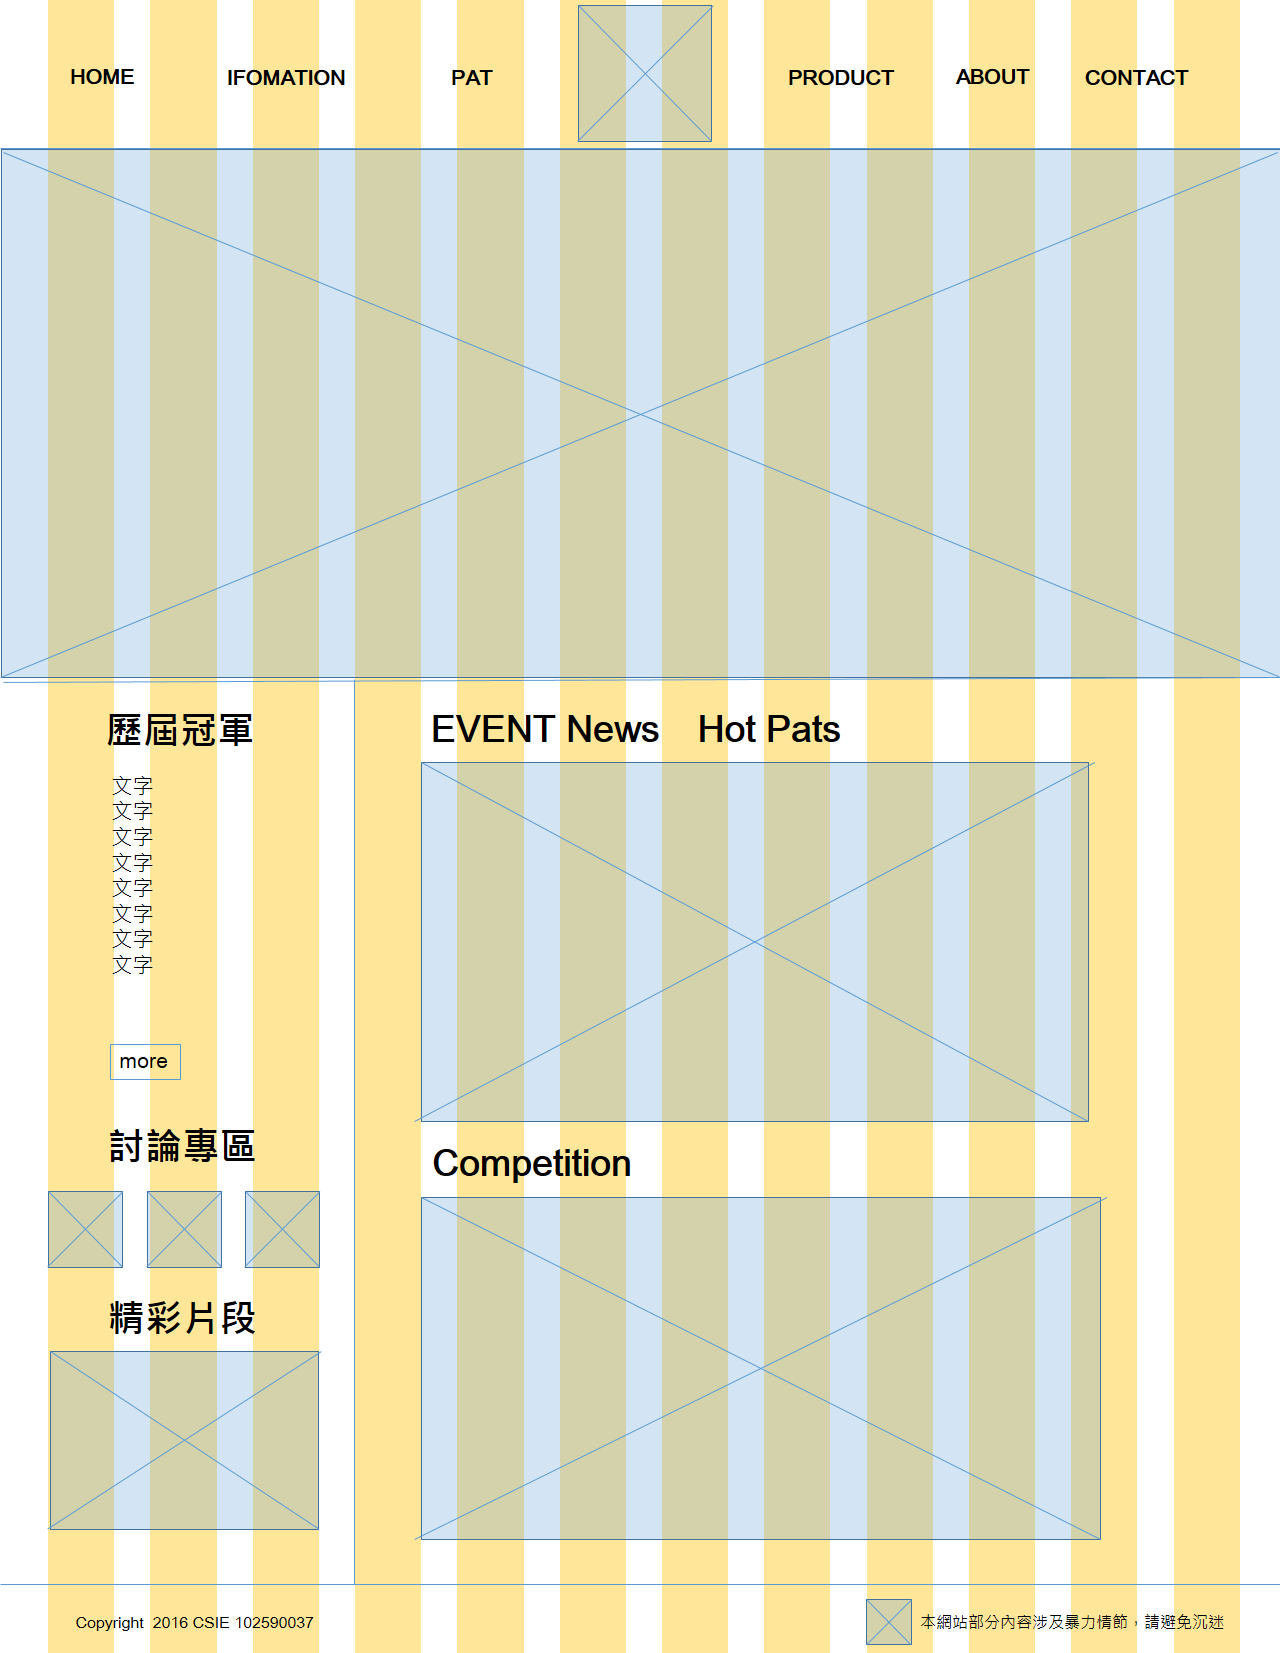 HOME IFOMATION PAT PRODUCT ABOUT CONTACT
歷屆冠軍
文字
文字
文字
文字
文字
文字
文字
文字
more
討論專區
精彩片段
EVENT News Hot Pats
Competition
Copyright 2016 CSIE 102590037
本網站部分內容涉及暴力情節，請避免沉迷